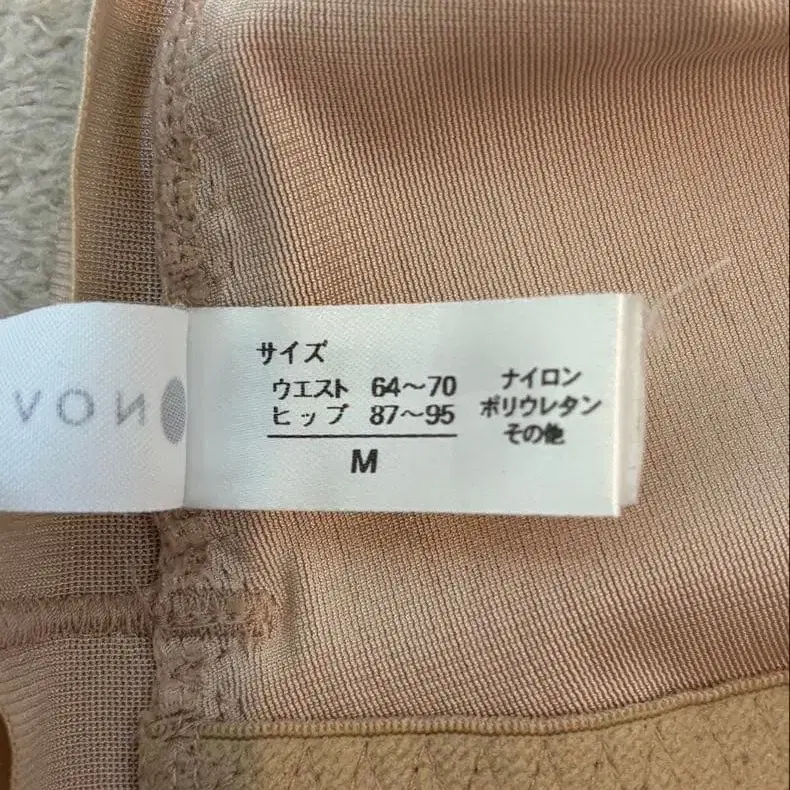 サイズ
ウエスト 64〜70
ヒップ 87〜95
M
ナイロン
ポリウレタン
その他